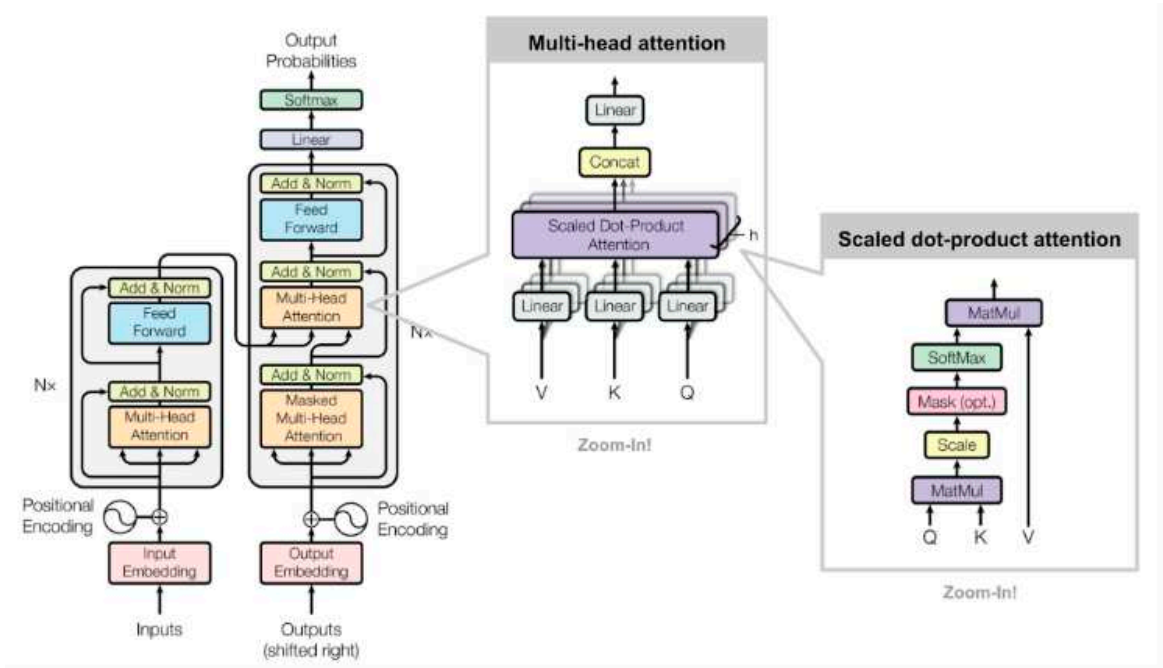 Output
Probabilities
Softmax
Linear
Add & Norm
Feed
Forward
Add & Norm
Multi-Head
Attention
Nx
Add & Norm
Masked
Multi-Head
Attention
Positional
Encoding
Output
Embedding
Outputs
(shifted right)
Add & Norm
Feed
Forward
Nx
Add & Norm
Multi-Head
Attention
Positional
Encoding
Input
Embedding
Inputs
Multi-head attention
Linear
Concat
Scaled Dot-Product
Attention
h
Linear
Linear
Linear
V
K
Q
Zoom-In!
Scaled dot-product attention
MatMul
SoftMax
Mask (opt.)
Scale
MatMul
Q
K
V
Zoom-In!